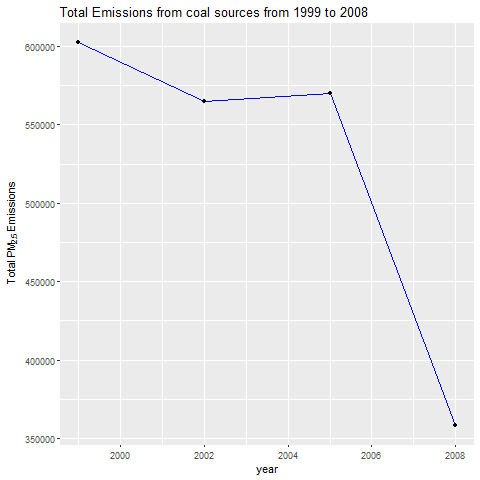 Total Emissions from coal sources from 1999 to 2008
Total PM2.5 Emissions
600000
550000
500000
450000
400000
350000
2000 2002 2004 2006 2008
year